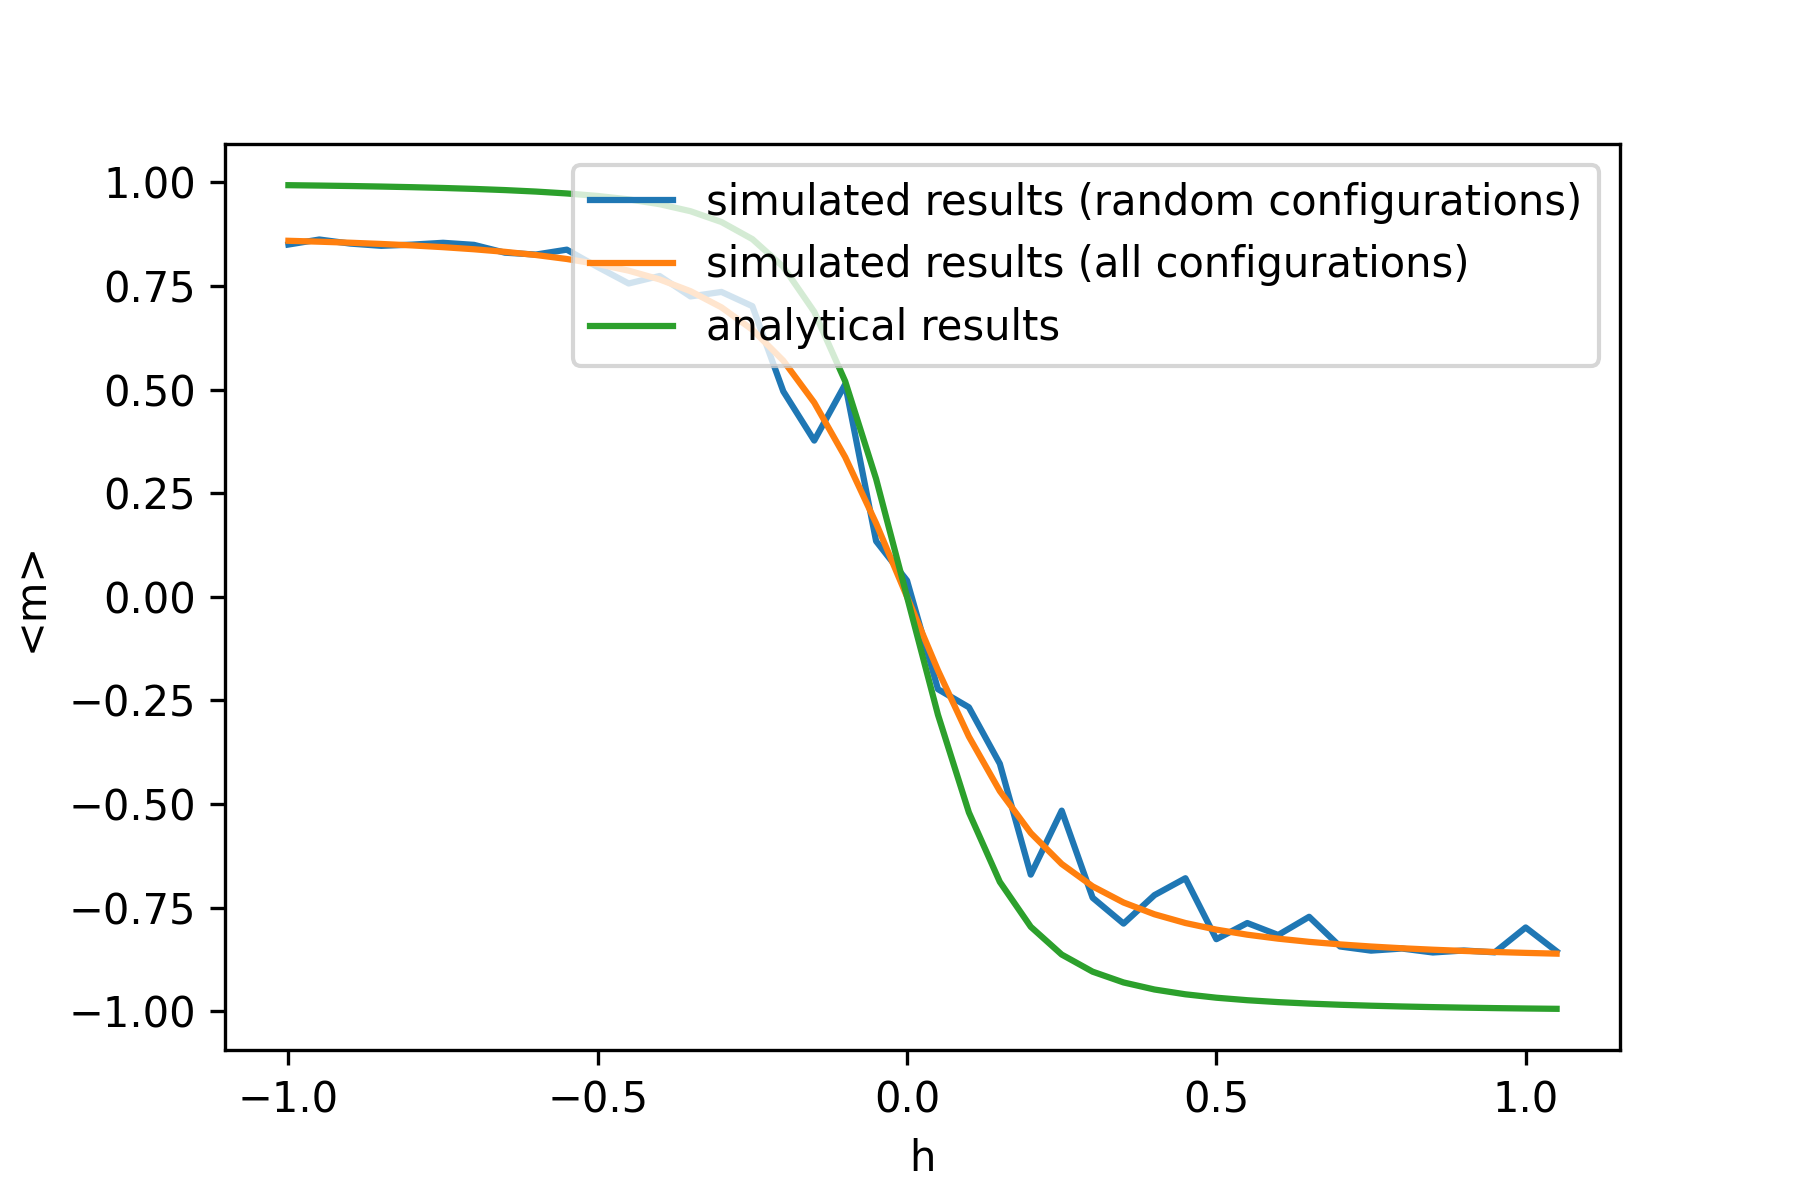 simulated results (random configurations)
simulated results (all configurations)
analytical results
1.00
0.75
0.50
0.25
0.00
−0.25
−0.50
−0.75
−1.00
<m>
−1.0
−0.5
0.0
0.5
1.0
h